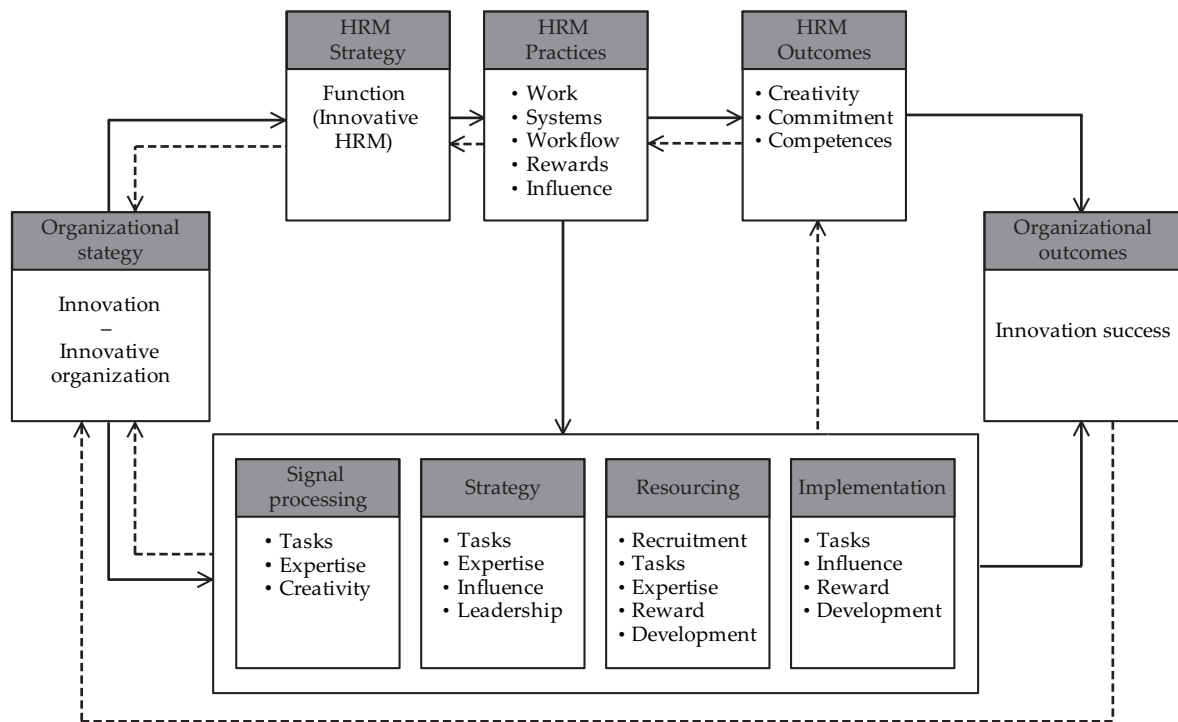 HRM
Strategy
Function
(Innovative
HRM)
HRM
Practices
• Work
• Systems
• Workflow
• Rewards
• Influence
HRM
Outcomes
• Creativity
• Commitment
• Competences
Organizational
stategy
Innovation
–
Innovative
organization
Organizational
outcomes
Innovation success
Signal
processing
• Tasks
• Expertise
• Creativity
Strategy
• Tasks
• Expertise
• Influence
• Leadership
Resourcing
• Recruitment
• Tasks
• Expertise
• Reward
• Development
Implementation
• Tasks
• Influence
• Reward
• Development